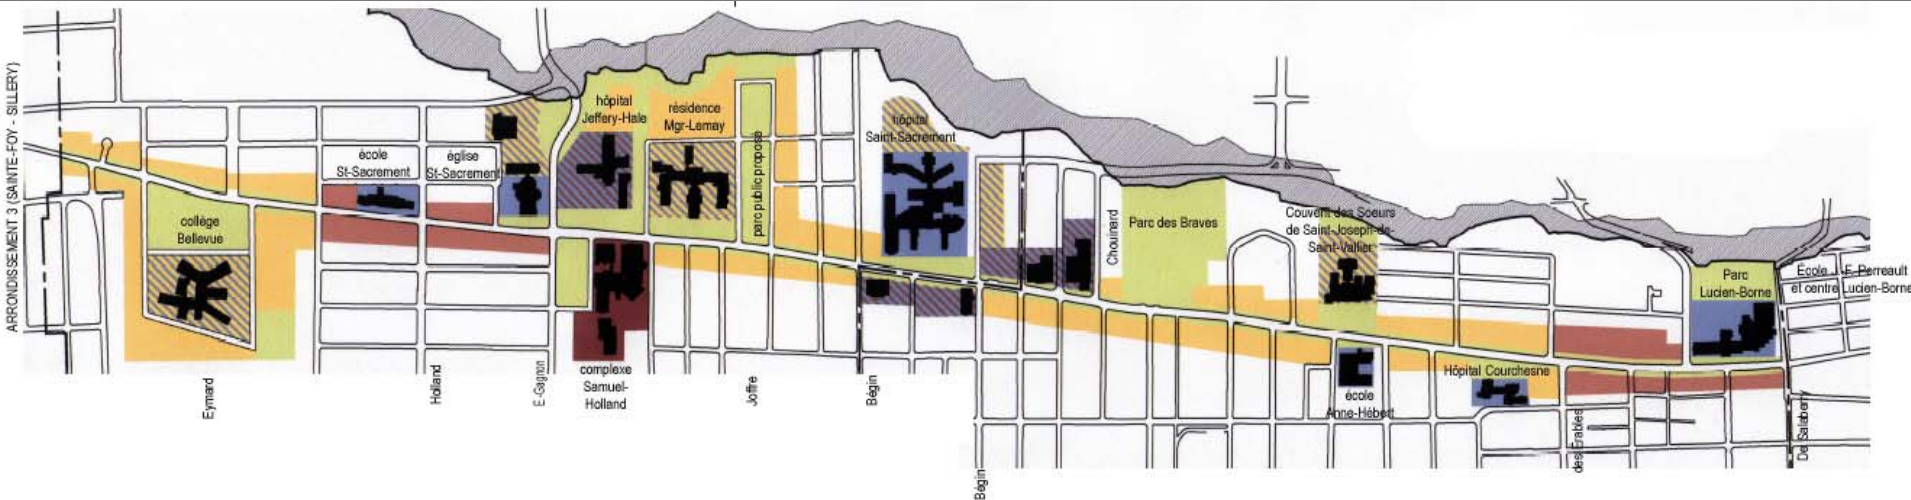 ARRONDISSEMENT 3 (SAINTE-FOY - SILLERY)
collège
Bellevue
école
St-Sacrement
église
St-Sacrement
hôpital
Jeffery-Hale
résidence
Mgr-Lemay
parc public proposé
hôpital
Saint-Sacrement
Chouinard
Parc des Braves
Couvent des Soeurs
de Saint-Joseph-de-
Saint-Vallier
Parc
Lucien-Borne
École J.-F. Perreault
et centre Lucien-Borne
complexe
Samuel-
Holland
école
Anne-Hébert
Hôpital Courchesne
Eymard
Holland
E-Gagnon
Joffre
Bégin
Bégin
des Érables
De Salaberry